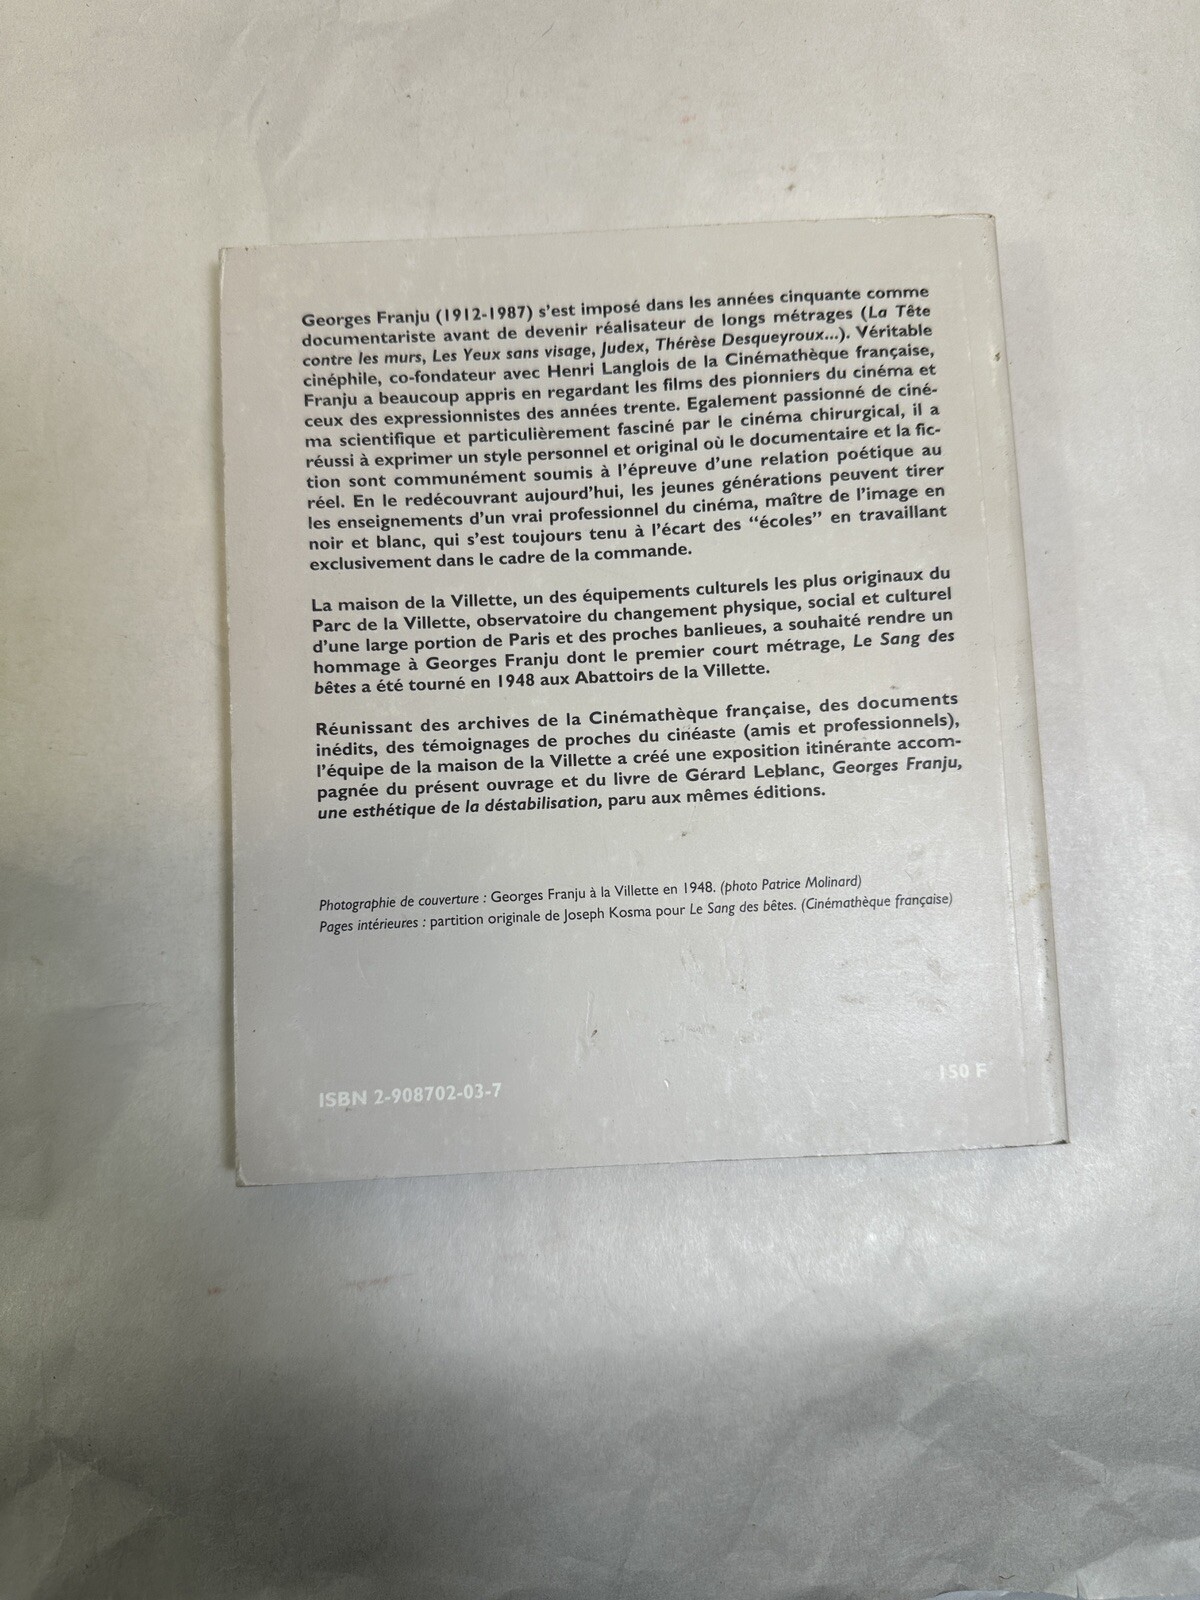 Georges Franju (1912-1987) s'est imposé dans les années cinquante comme
documentariste avant de devenir réalisateur de longs métrages (La Tête
contre les murs, Les Yeux sans visage, Judex, Thérèse Desqueyroux...). Véritable
cinéphile, co-fondateur avec Henri Langlois de la Cinémathèque française,
Franju a beaucoup appris en regardant les films des pionniers du cinéma et
ceux des expressionnistes des années trente. Egalement passionné de ciné-
ma scientifique et particulièrement fasciné par le cinéma chirurgical, il a
réussi à exprimer un style personnel et original où le documentaire et la fic-
tion sont communément soumis à l'épreuve d'une relation poétique au
réel. En le redécouvrant aujourd'hui, les jeunes générations peuvent tirer
les enseignements d'un vrai professionnel du cinéma, maître de l'image en
noir et blanc, qui s'est toujours tenu à l'écart des "écoles" en travaillant
exclusivement dans le cadre de la commande.
La maison de la Villette, un des équipements culturels les plus originaux du
Parc de la Villette, observatoire du changement physique, social et culturel
d'une large portion de Paris et des proches banlieues, a souhaité rendre un
hommage à Georges Franju dont le premier court métrage, Le Sang des
bêtes a été tourné en 1948 aux Abattoirs de la Villette.
Réunissant des archives de la Cinémathèque française, des documents
inédits, des témoignages de proches du cinéaste (amis et professionnels),
l'équipe de la maison de la Villette a créé une exposition itinérante accom-
pagnée du présent ouvrage et du livre de Gérard Leblanc, Georges Franju,
une esthétique de la déstabilisation, paru aux mêmes éditions.
Photographie de couverture : Georges Franju à la Villette en 1948. (photo Patrice Molinard)
Pages intérieures : partition originale de Joseph Kosma pour Le Sang des bêtes. (Cinémathèque française)
ISBN 2-908702-03-7
150 F